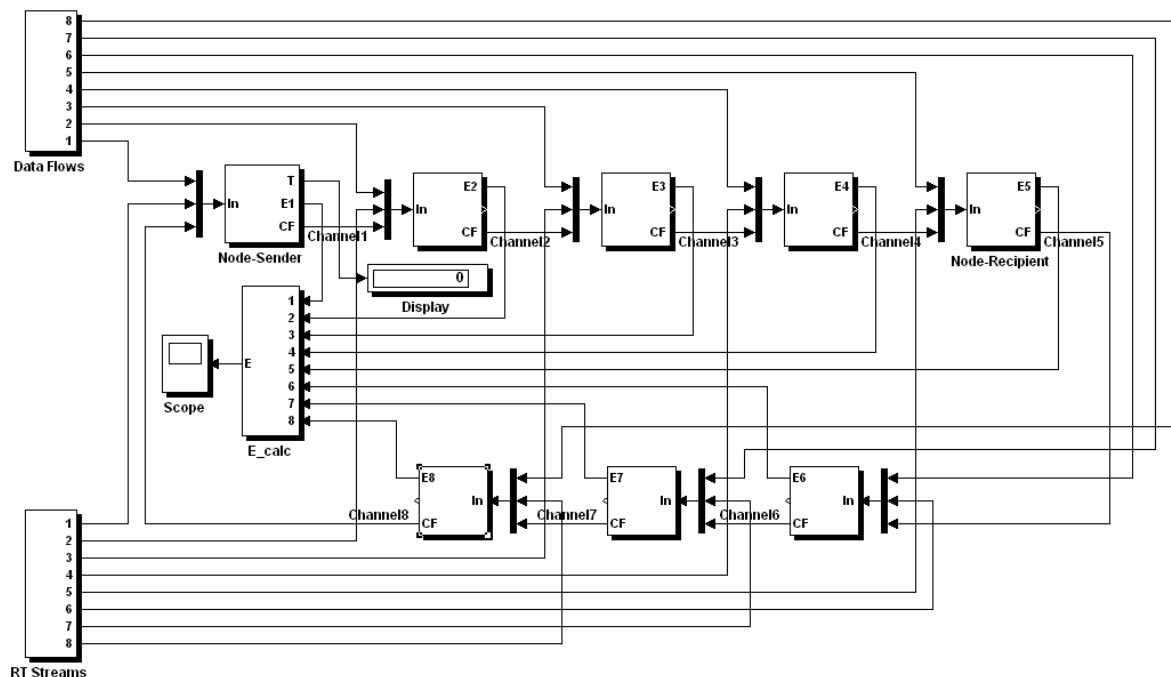 8
7
6
5
4
3
2
1
Data Flows
In
T
E1
CF
Node-Sender
Channel1
In
E2
CF
Channel2
In
E3
CF
Channel3
In
E4
CF
Channel4
In
E5
CF
Channel5
Node-Recipient
0
Display
Scope
E
1
2
3
4
5
6
7
8
E_calc
E8
In
CF
Channel8
E7
In
CF
Channel7
E6
In
CF
Channel6
1
2
3
4
5
6
7
8
RT Streams